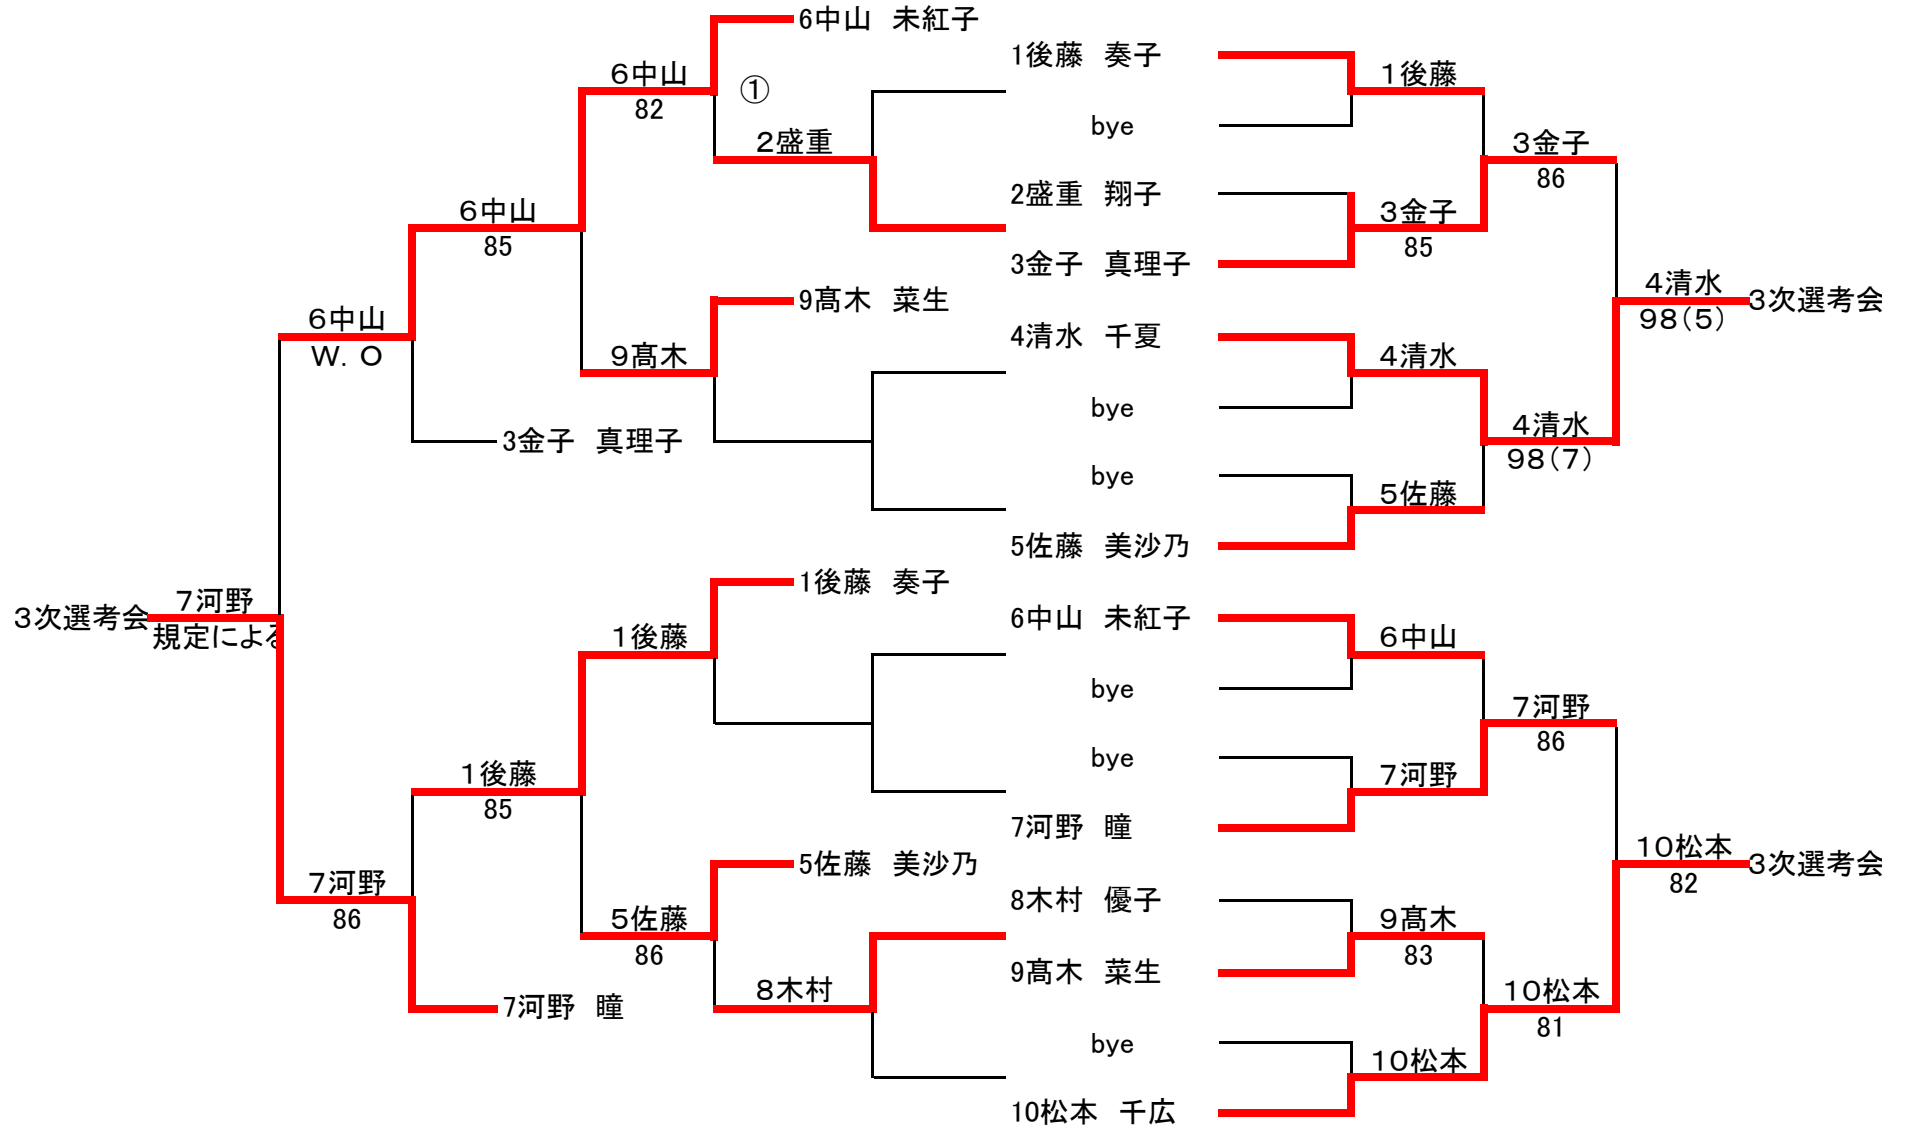 6中山　未紅子
1後藤　奏子
6中山
82
①
1後藤
bye
2盛重
3金子
86
2盛重　翔子
6中山
85
3金子
85
3金子　真理子
9髙木　菜生
4清水
98(5)
3次選考会
6中山
W. O
4清水　千夏
9髙木
4清水
bye
4清水
98(7)
3金子　真理子
bye
5佐藤
5佐藤　美沙乃
1後藤　奏子
7河野
3次選考会
規定による
1後藤
6中山　未紅子
6中山
bye
7河野
86
bye
1後藤
85
7河野
7河野　瞳
5佐藤　美沙乃
10松本
82
3次選考会
7河野
86
8木村　優子
5佐藤
86
9髙木
83
9髙木　菜生
8木村
10松本
81
7河野　瞳
bye
10松本
10松本　千広